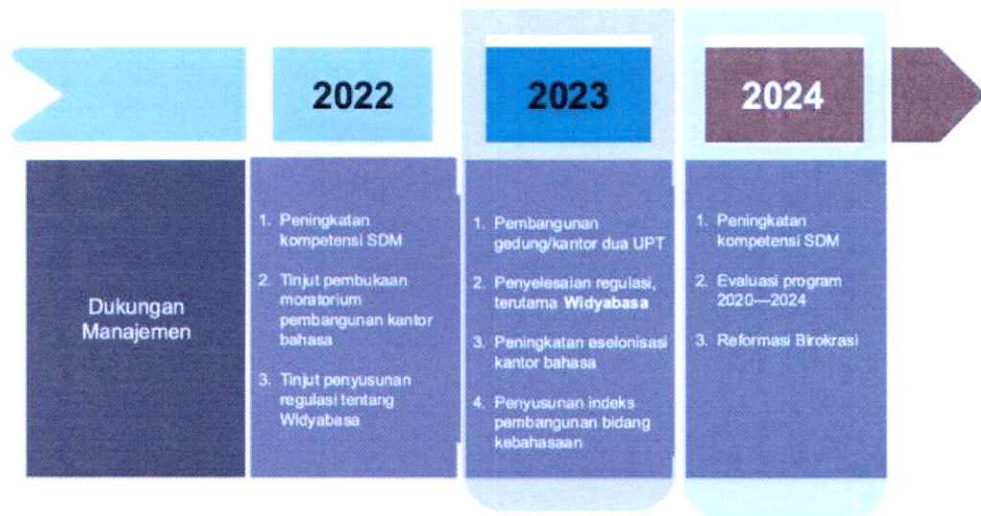 2022
2023
2024
Dukungan
Manajemen
1. Peningkatan
kompetensi SDM
2. Tinjut pembukaan
moratorium
pembangunan kantor
bahasa
3. Tinjut penyusunan
regulasi tentang
Widyabasa
1. Pembangunan
gedung/kantor dua UPT
2. Penyelesaian regulasi,
terutama Widyabasa
3. Peningkatan eselonisasi
kantor bahasa
4. Penyusunan indeks
pembangunan bidang
kebahasaan
1. Peningkatan
kompetensi SDM
2. Evaluasi program
2020—2024
3. Reformasi Birokrasi